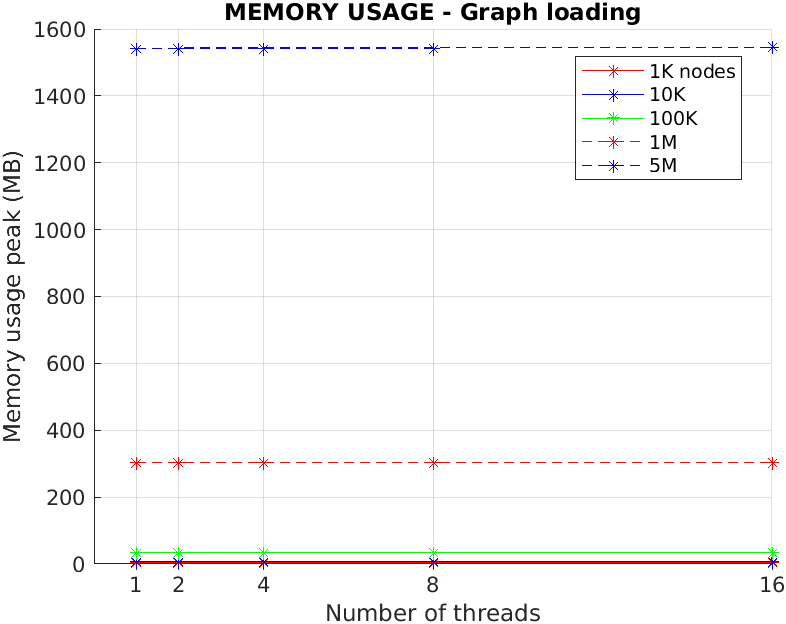 MEMORY USAGE - Graph loading
1600
1400
1200
1000
800
600
400
200
0
Memory usage peak (MB)
1K nodes
10K
100K
1M
5M
1 2 4 8 16
Number of threads